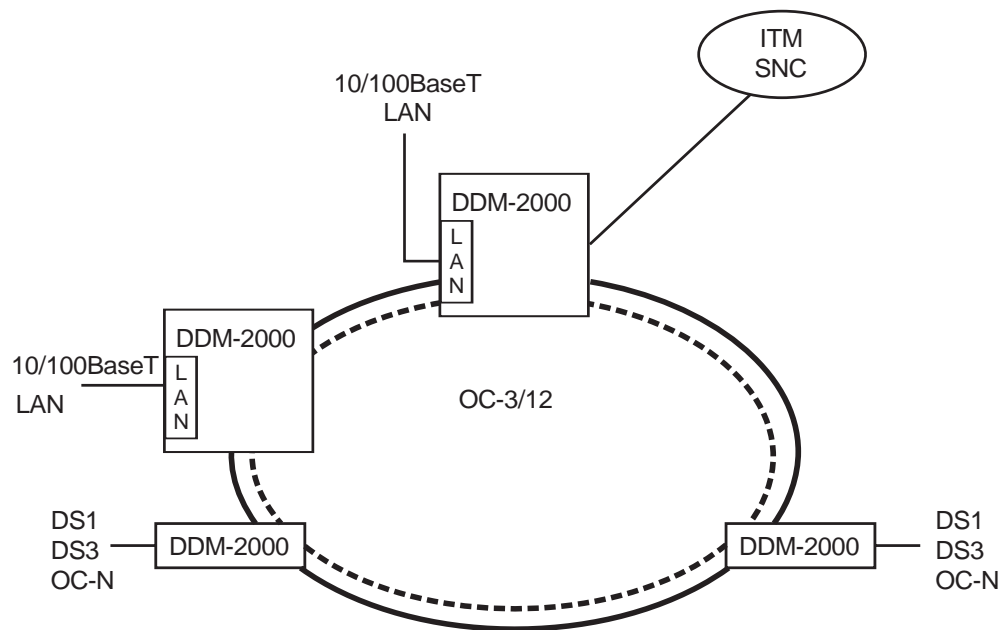 ITM
SNC
10/100BaseT
LAN
DDM-2000
L
A
N
DDM-2000
10/100BaseT
LAN
L
A
N
OC-3/12
DS1
DS3
OC-N
DDM-2000
DDM-2000
DS1
DS3
OC-N